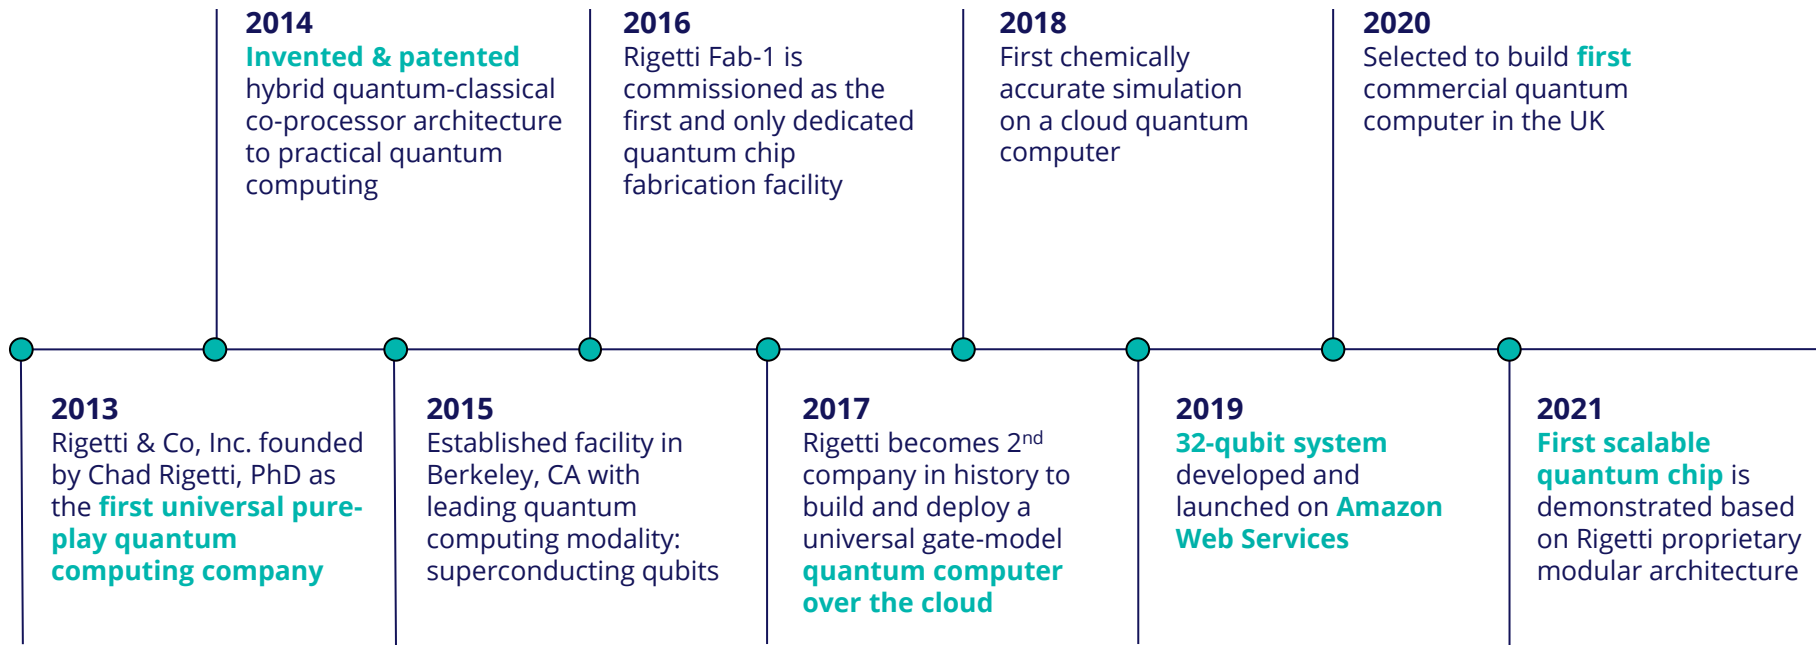 2014
Invented & patented
hybrid quantum-classical
co-processor architecture
to practical quantum
computing
2016
Rigetti Fab-1 is
commissioned as the
first and only dedicated
quantum chip
fabrication facility
2018
First chemically
accurate simulation
on a cloud quantum
computer
2020
Selected to build first
commercial quantum
computer in the UK
2013
Rigetti & Co, Inc. founded
by Chad Rigetti, PhD as
the first universal pure-
play quantum
computing company
2015
Established facility in
Berkeley, CA with
leading quantum
computing modality:
superconducting qubits
2017
Rigetti becomes 2nd
company in history to
build and deploy a
universal gate-model
quantum computer
over the cloud
2019
32-qubit system
developed and
launched on Amazon
Web Services
2021
First scalable
quantum chip is
demonstrated based
on Rigetti proprietary
modular architecture